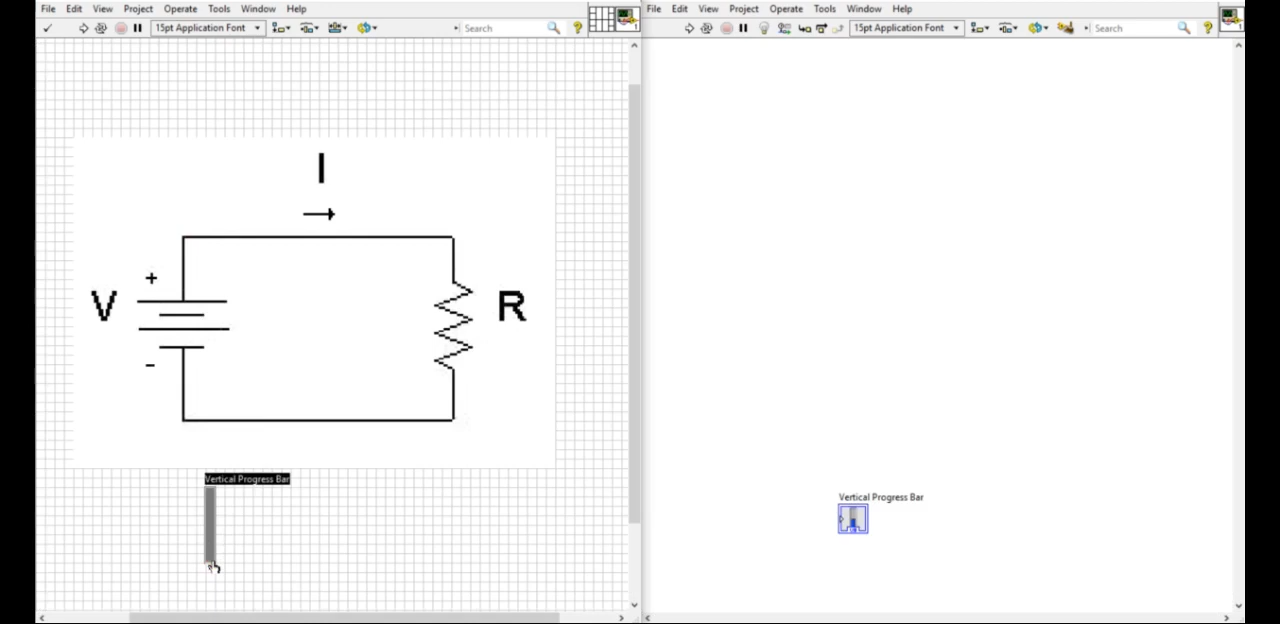 File Edit View Project Operate Tools Window Help
15pt Application Font
Search
I
+
V
R
-
Vertical Progress Bar
File Edit View Project Operate Tools Window Help
15pt Application Font
Search
Vertical Progress Bar